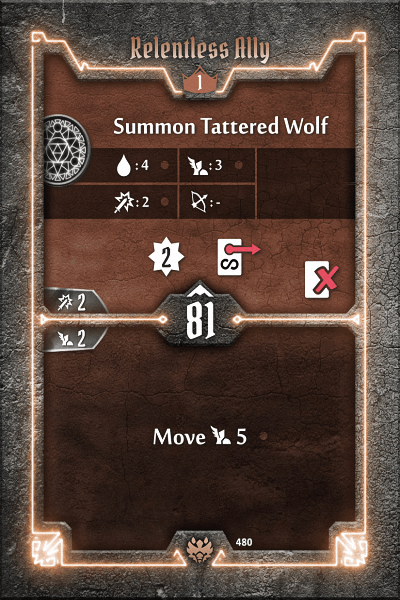 Relentless Ally
1
Summon Tattered Wolf
: 4 : 3
: 2 : -
2 S X
2
81
2
Move 5
480